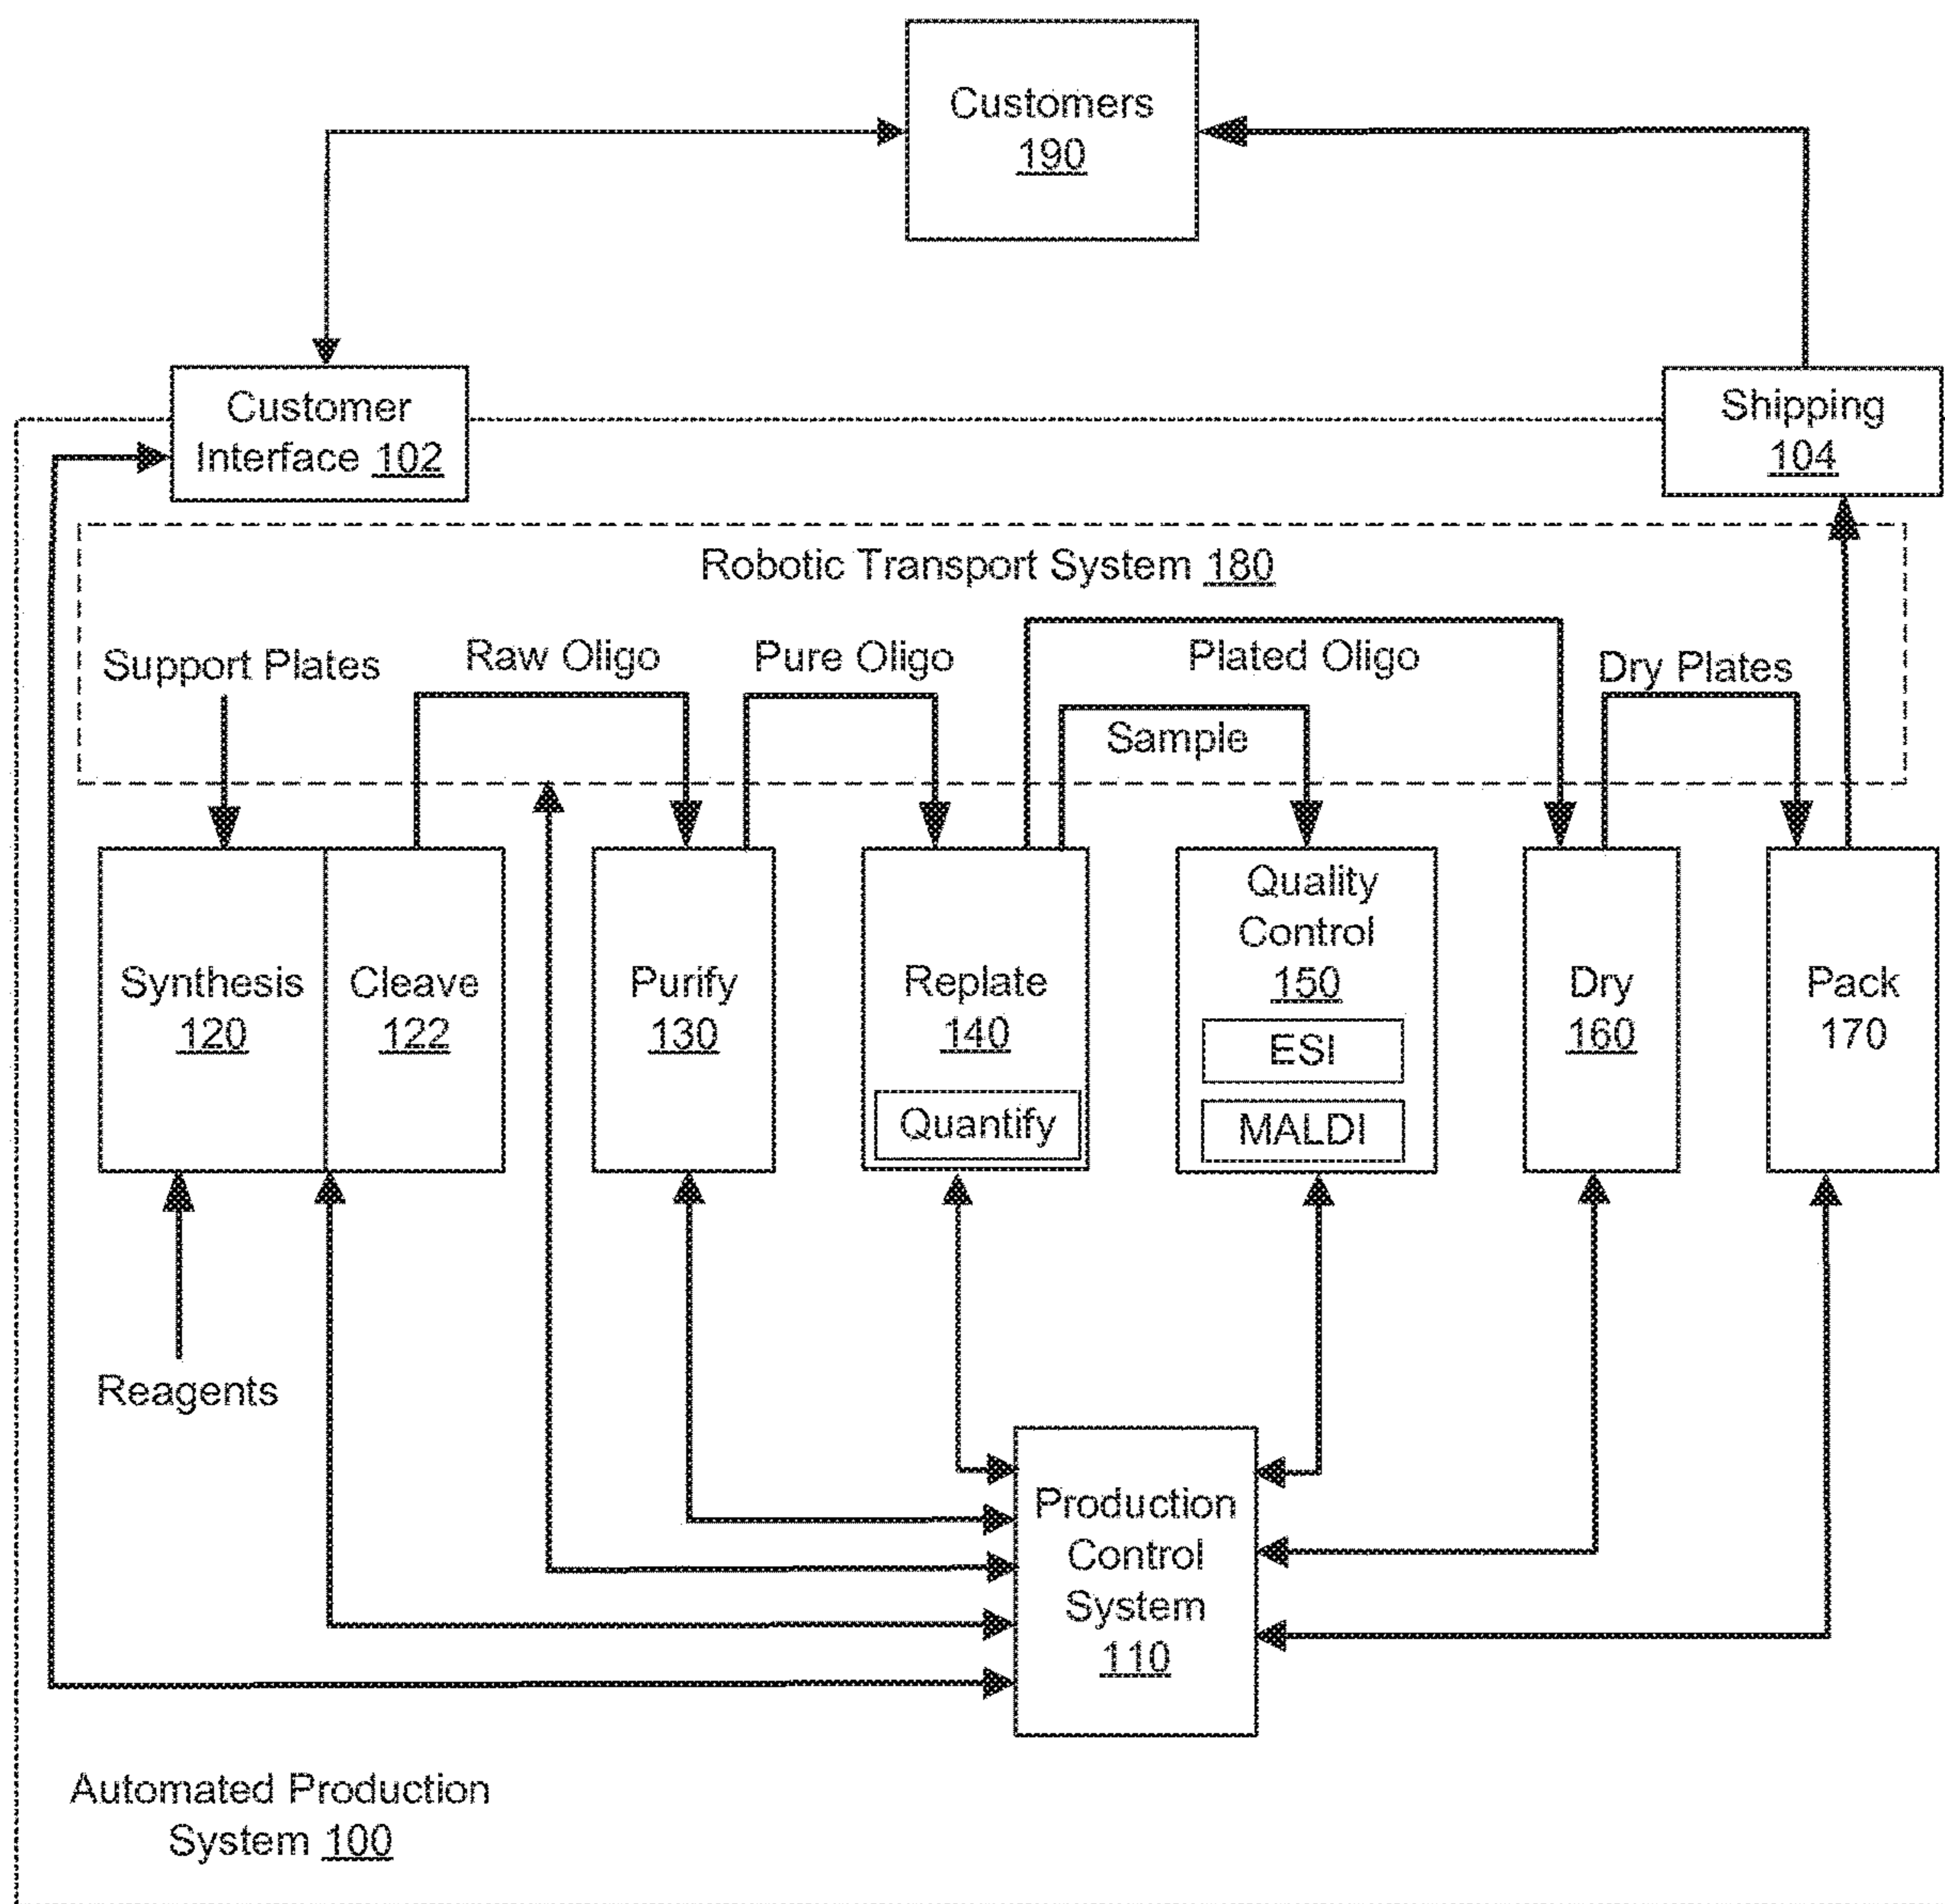 Customers
190
Customer
Interface 102
Shipping
104
Robotic Transport System 180
Support Plates
Raw Oligo
Pure Oligo
Plated Oligo
Dry Plates
Sample
Synthesis
120
Cleave
122
Purify
130
Replate
140
Quantify
Quality
Control
150
ESI
MALDI
Dry
160
Pack
170
Reagents
Production
Control
System
110
Automated Production
System 100